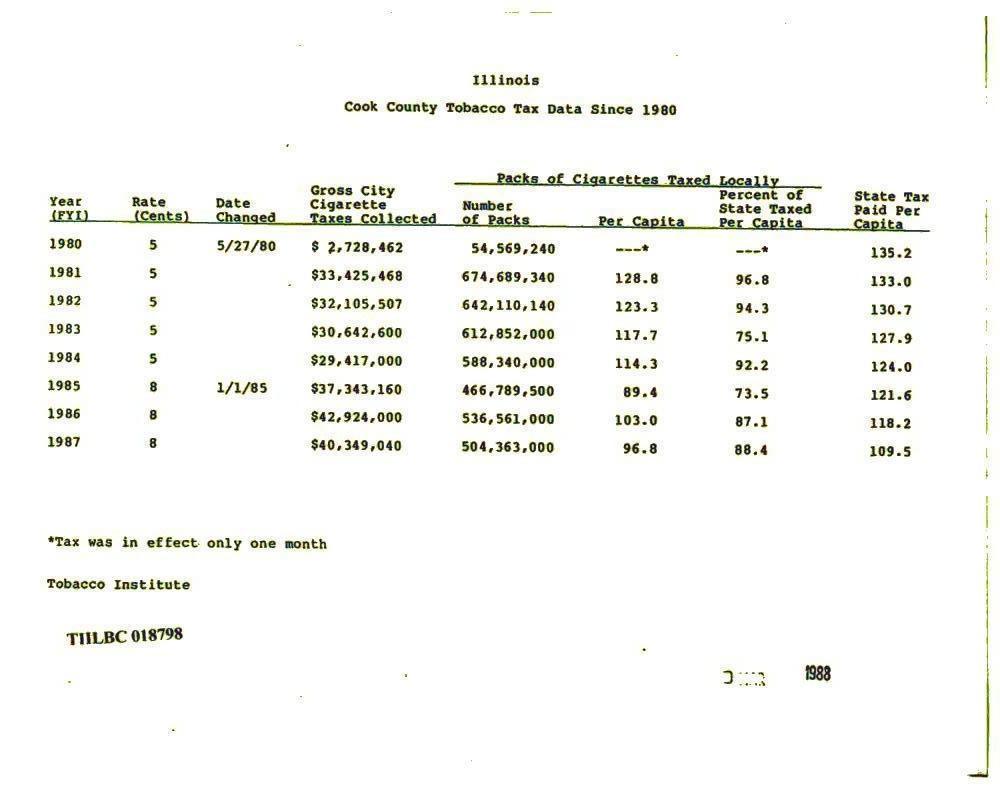 Illinois
Cook County Tobacco Tax Data Since 1980
Packs of Cigarettes Taxed Locally
Year (FYI) Rate (Cents) Date Changed Gross City Cigarette Taxes Collected Number of Packs Per Capita Percent of State Taxed Per Capita State Tax Paid Per Capita
1980 5 5/27/80 $ 2,728,462 54,569,240 ---* ---* 135.2
1981 5 $33,425,468 674,689,340 128.8 96.8 133.0
1982 5 $32,105,507 642,110,140 123.3 94.3 130.7
1983 5 $30,642,600 612,852,000 117.7 75.1 127.9
1984 5 $29,417,000 588,340,000 114.3 92.2 124.0
1985 8 1/1/85 $37,343,160 466,789,500 89.4 73.5 121.6
1986 8 $42,924,000 536,561,000 103.0 87.1 118.2
1987 8 $40,349,040 504,363,000 96.8 88.4 109.5
*Tax was in effect only one month
Tobacco Institute
TIILBC 018798
1988